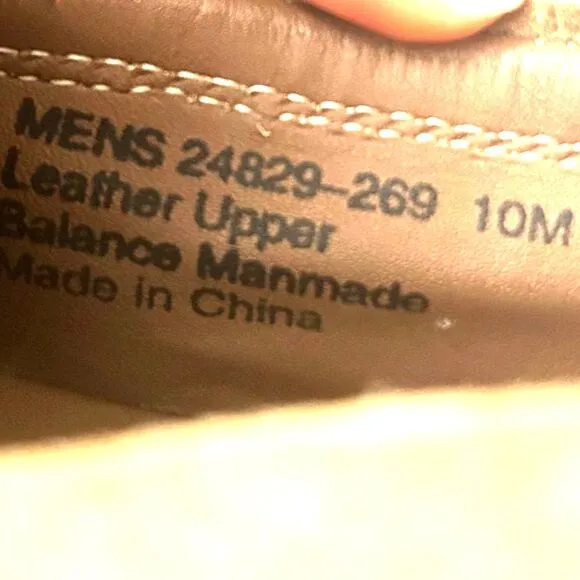 MENS 24829-269 10M
Leather Upper
Balance Manmade
Made in China